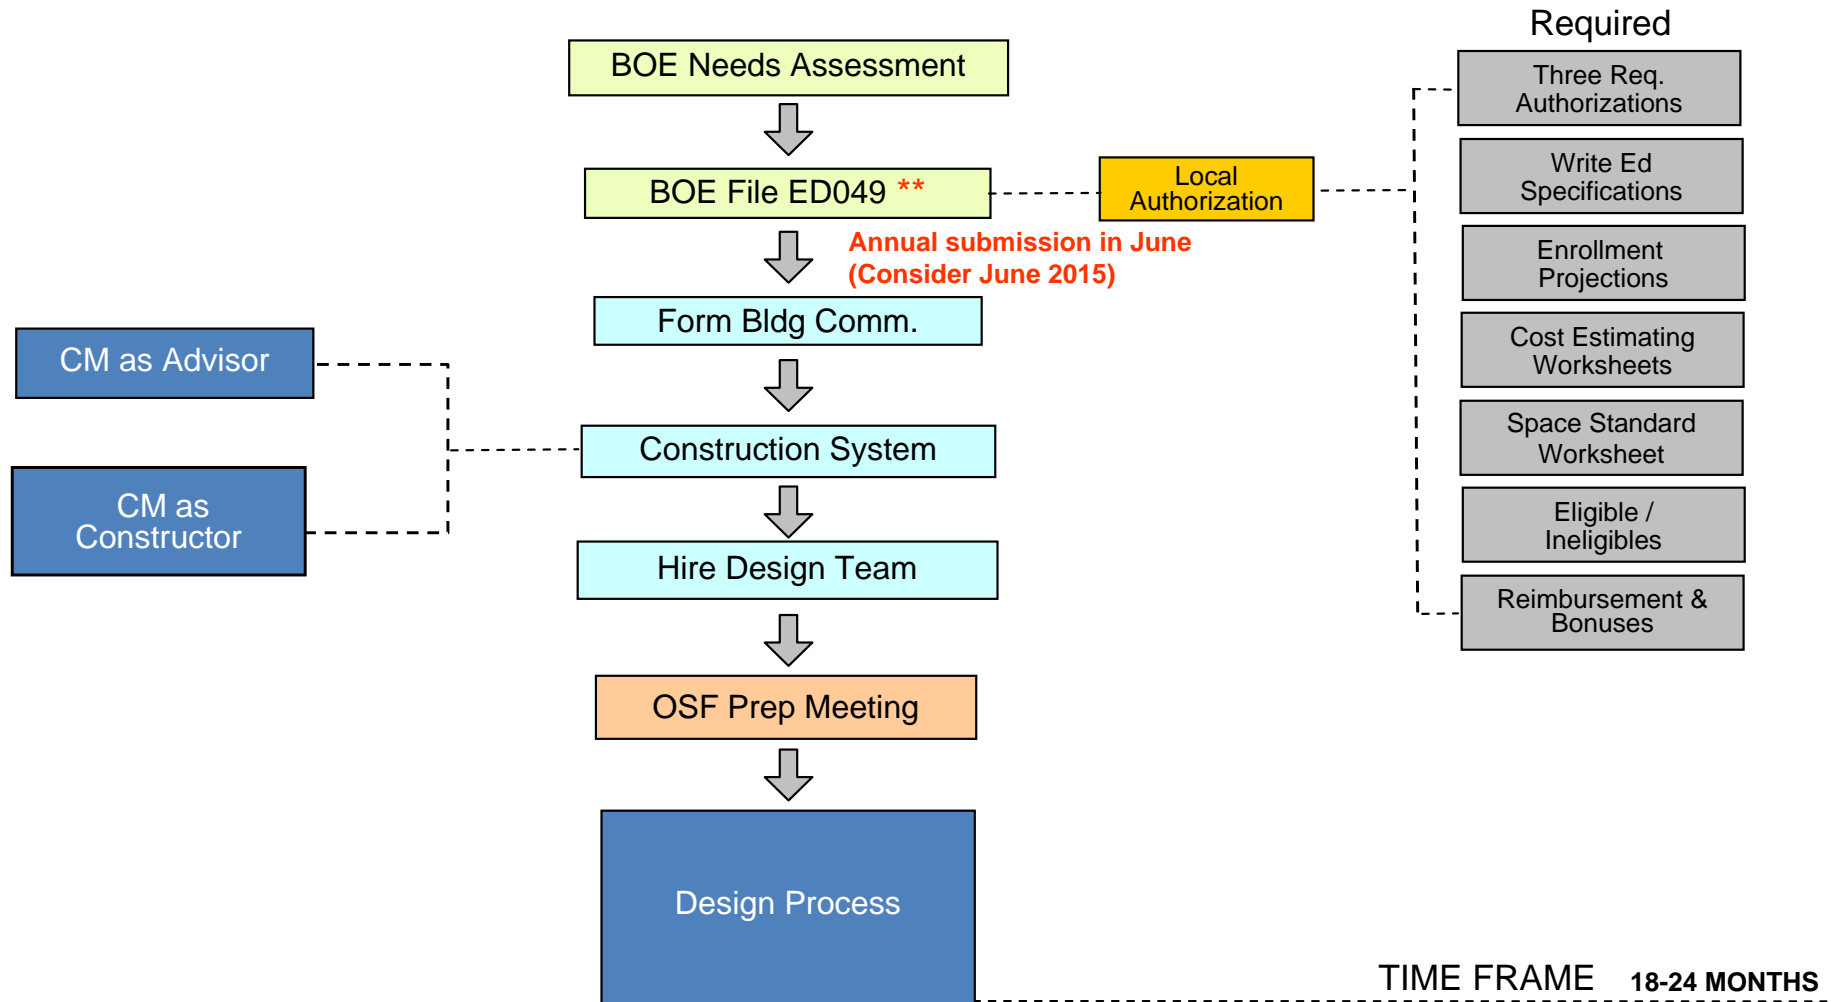 Required
BOE Needs Assessment
Three Req.
Authorizations
Write Ed
Specifications
BOE File ED049 **
Local
Authorization
Annual submission in June
(Consider June 2015)
Enrollment
Projections
Form Bldg Comm.
Cost Estimating
Worksheets
CM as Advisor
Construction System
Space Standard
Worksheet
CM as
Constructor
Eligible /
Ineligibles
Hire Design Team
Reimbursement &
Bonuses
OSF Prep Meeting
Design Process
TIME FRAME 18-24 MONTHS